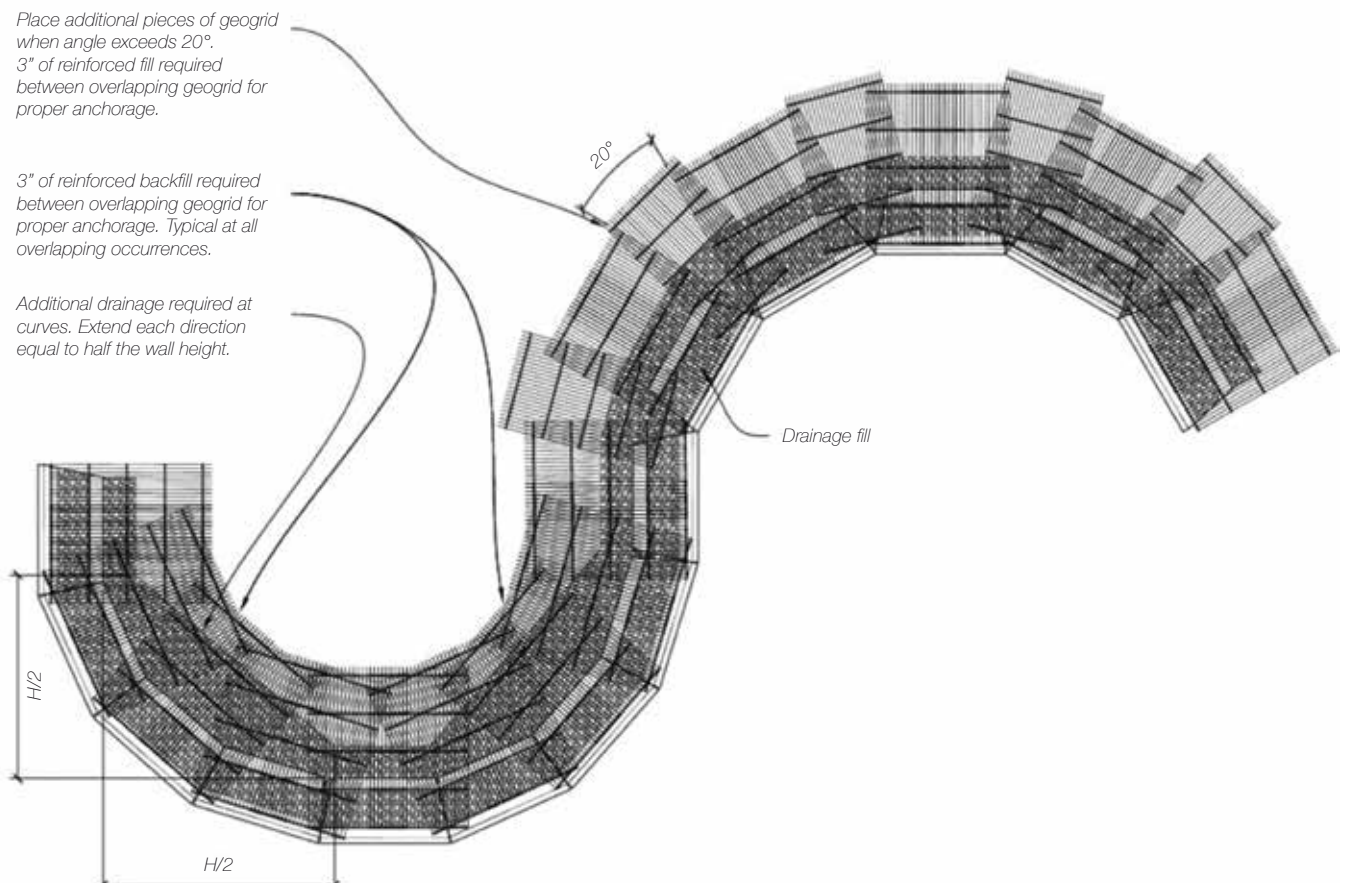 Place additional pieces of geogrid
when angle exceeds 20°.
3" of reinforced fill required
between overlapping geogrid for
proper anchorage.
3" of reinforced backfill required
between overlapping geogrid for
proper anchorage. Typical at all
overlapping occurrences.
Additional drainage required at
curves. Extend each direction
equal to half the wall height.
20°
Drainage fill
H/2
H/2